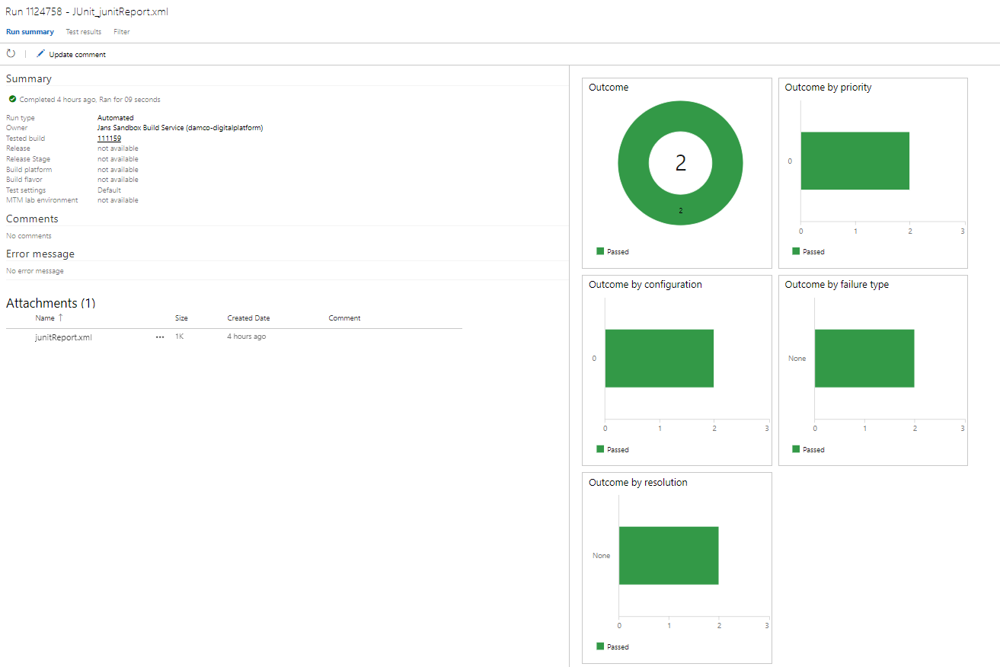 Run 1124758 - JUnit_junitReport.xml
Run summary Test results Filter
Update comment
Summary
Completed 4 hours ago, Ran for 09 seconds
Run type Automated
Owner Jans Sandbox Build Service (damco-digitalplatform)
Tested build 111159
Release not available
Release Stage not available
Build platform not available
Build flavor not available
Test settings Default
MTM lab environment not available
Comments
No comments
Error message
No error message
Attachments (1)
Name ↑ Size Created Date Comment
junitReport.xml ••• 1K 4 hours ago
Outcome
2
2
Passed
Outcome by priority
0
0 1 2 3
Passed
Outcome by configuration
0
0 1 2 3
Passed
Outcome by failure type
None
0 1 2 3
Passed
Outcome by resolution
None
0 1 2 3
Passed